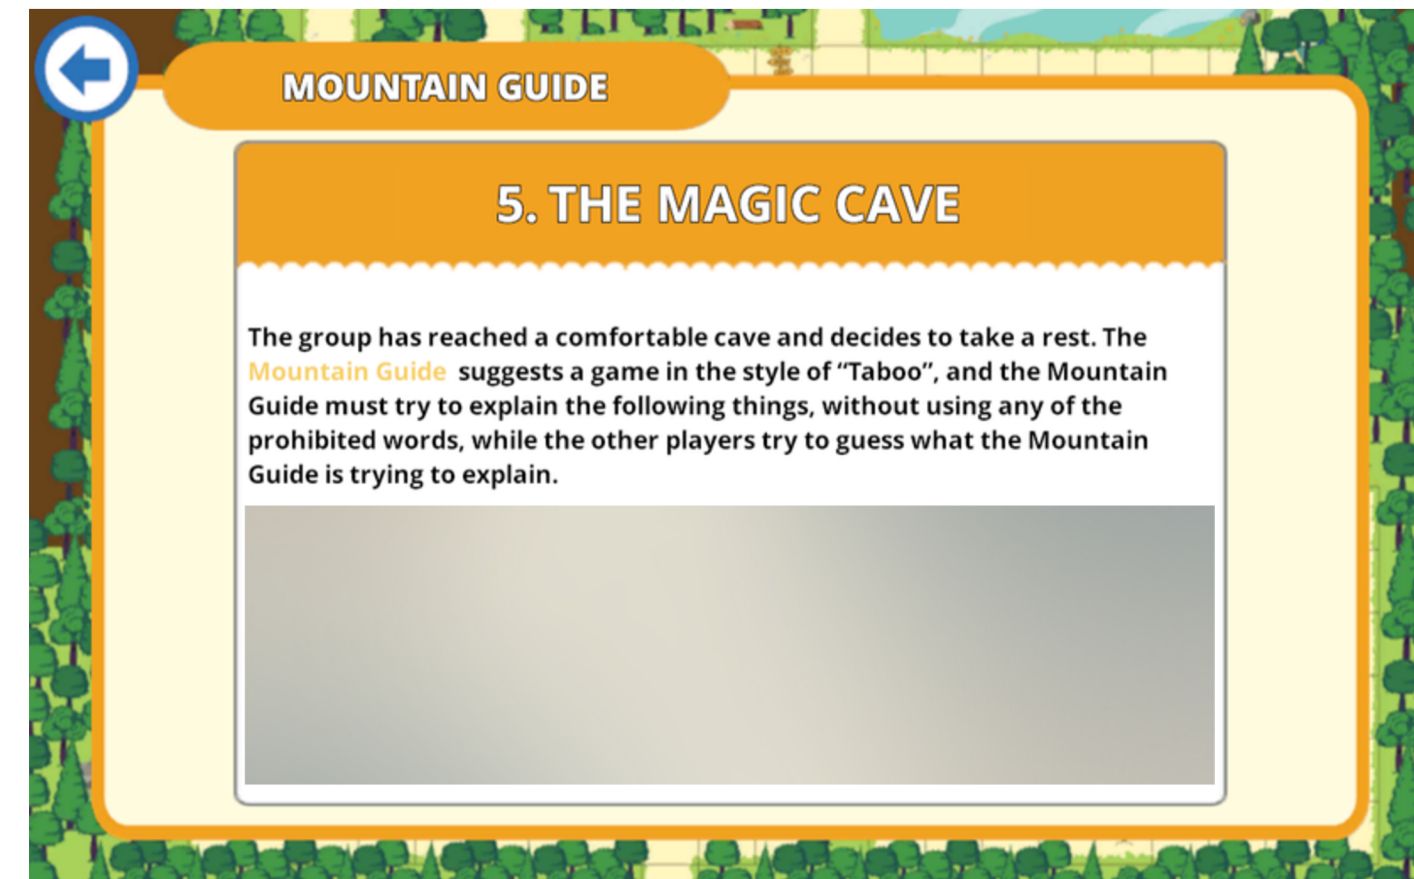 MOUNTAIN GUIDE
5. THE MAGIC CAVE
The group has reached a comfortable cave and decides to take a rest. The
Mountain Guide suggests a game in the style of “Taboo”, and the Mountain
Guide must try to explain the following things, without using any of the
prohibited words, while the other players try to guess what the Mountain
Guide is trying to explain.